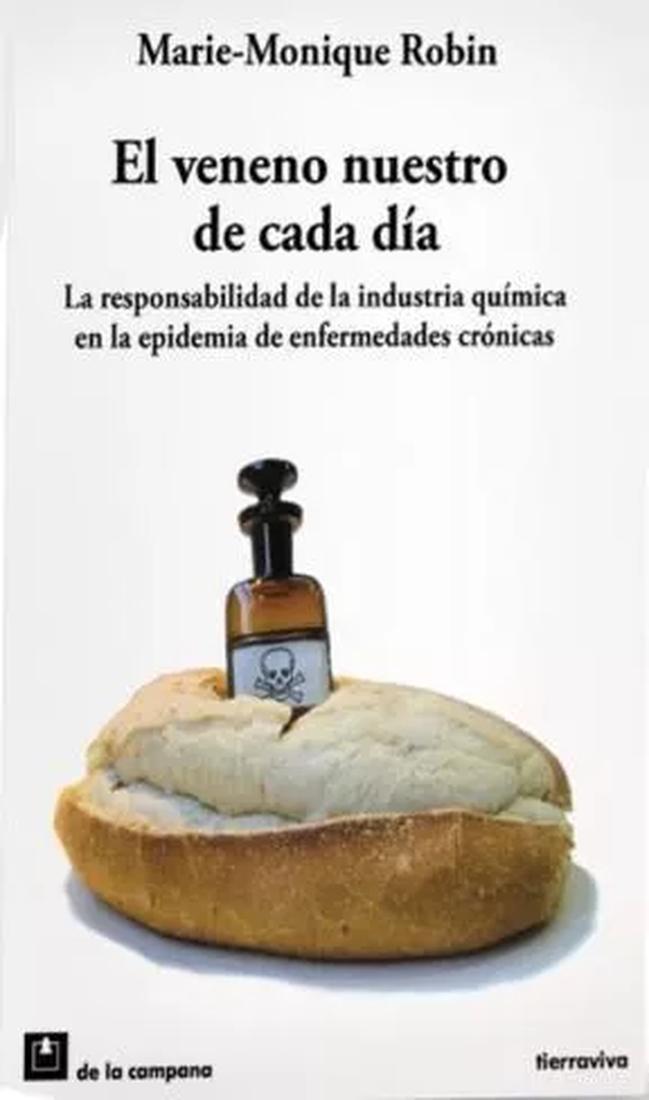 Marie-Monique Robin
El veneno nuestro
de cada día
La responsabilidad de la industria química
en la epidemia de enfermedades crónicas
de la campana
tierraviva